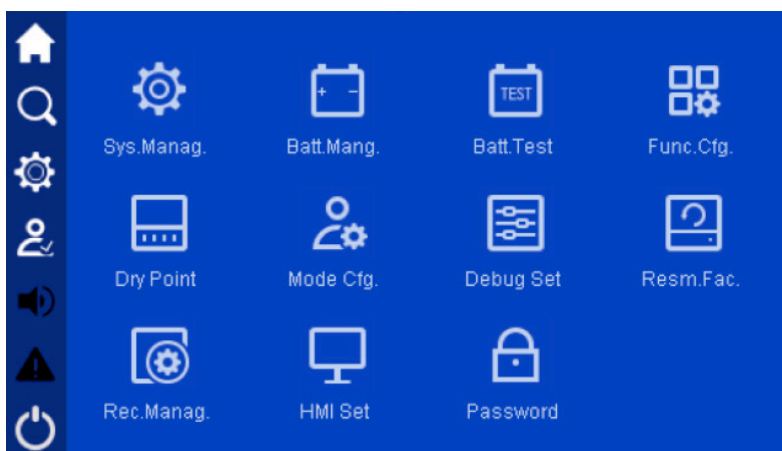 Sys.Manag.
Batt.Mang.
TEST
Batt.Test
Func.Cfg.
Dry Point
Mode Cfg.
Debug Set
Resm.Fac.
Rec.Manag.
HMI Set
Password